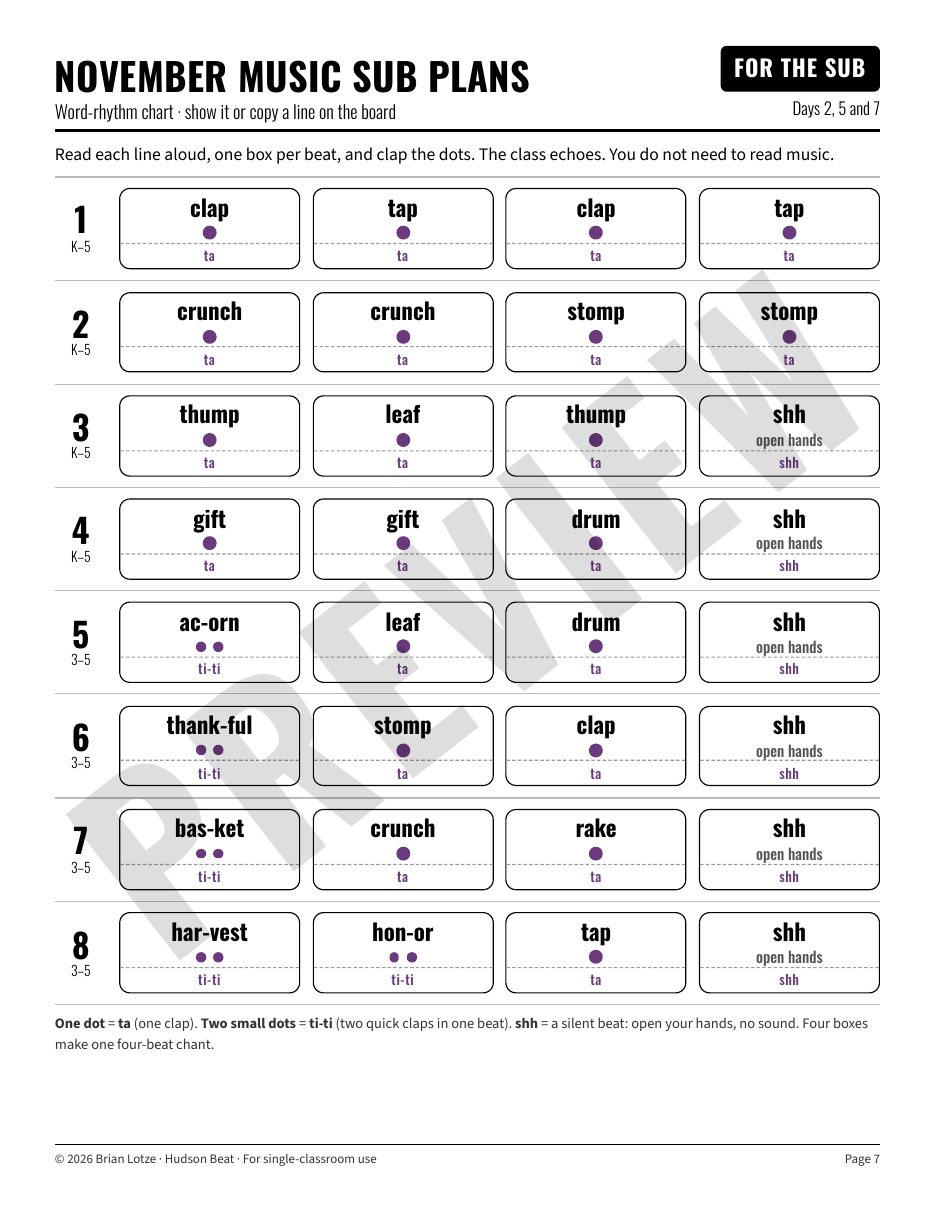 NOVEMBER MUSIC SUB PLANS
FOR THE SUB
Word-rhythm chart · show it or copy a line on the board
Days 2, 5 and 7
Read each line aloud, one box per beat, and clap the dots. The class echoes. You do not need to read music.
1 clap tap clap tap
K–5 ta ta ta ta
2 crunch crunch stomp stomp
K–5 ta ta ta ta
3 thump leaf thump shh
open hands
K–5 ta ta ta shh
4 gift gift drum shh
open hands
K–5 ta ta ta shh
5 ac-orn leaf drum shh
open hands
3–5 ti-ti ta ta shh
6 thank-ful stomp clap shh
open hands
3–5 ti-ti ta ta shh
7 bas-ket crunch rake shh
open hands
3–5 ti-ti ta ta shh
8 har-vest hon-or tap shh
open hands
3–5 ti-ti ti-ti ta shh
One dot = ta (one clap). Two small dots = ti-ti (two quick claps in one beat). shh = a silent beat: open your hands, no sound. Four boxes
make one four-beat chant.
© 2026 Brian Lotze · Hudson Beat · For single-classroom use
Page 7
PREVIEW